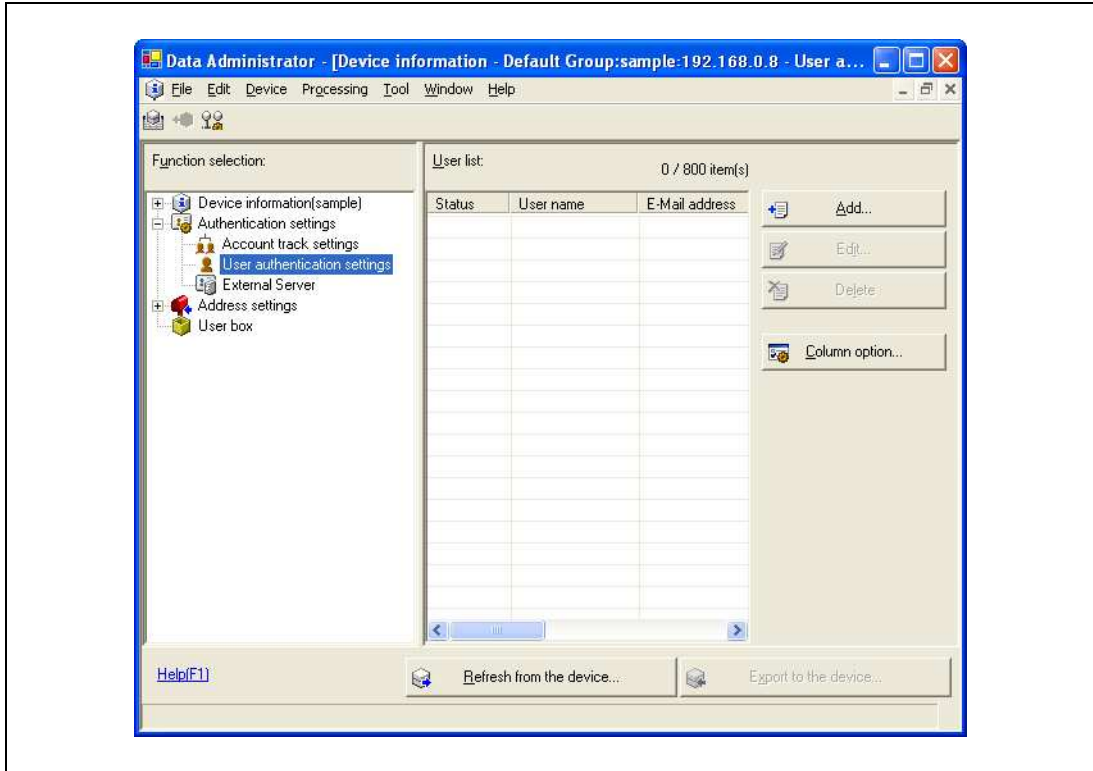 Data Administrator - [Device information - Default Group:sample:192.168.0.8 - User a...
File Edit Device Processing Tool Window Help
Function selection:
User list:
0 / 800 item(s)
Device information(sample)
Authentication settings
Account track settings
User authentication settings
External Server
Address settings
User box
Status User name E-Mail address
Add...
Edit...
Delete
Column option...
Help(F1)
Refresh from the device...
Export to the device...